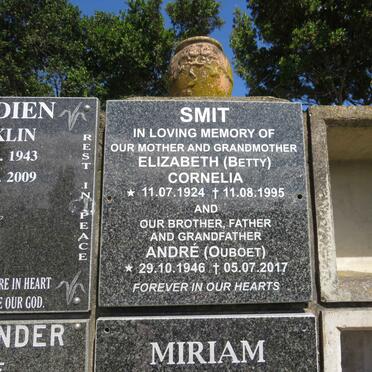 DIEN
KLIN
1943
2009
REST IN PEACE
RE IN HEART
E OUR GOD.
SMIT
IN LOVING MEMORY OF
OUR MOTHER AND GRANDMOTHER
ELIZABETH (BETTY)
CORNELIA
★ 11.07.1924 † 11.08.1995
AND
OUR BROTHER, FATHER
AND GRANDFATHER
ANDRÉ (OUBOET)
★ 29.10.1946 † 05.07.2017
FOREVER IN OUR HEARTS
NDER
MIRIAM